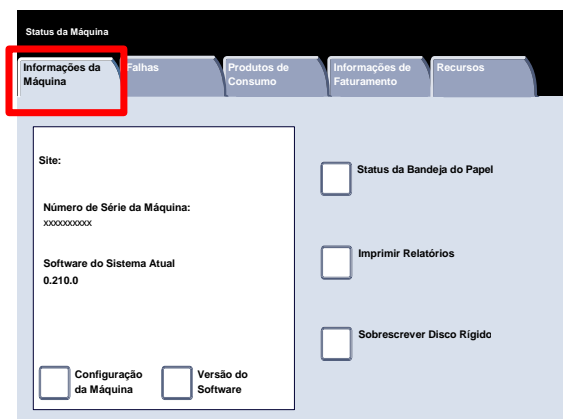 Status da Máquina
Informações da
Máquina
Falhas
Produtos de
Consumo
Informações de
Faturamento
Recursos
Site:
Número de Série da Máquina:
xxxxxxxxxx
Software do Sistema Atual
0.210.0
Configuração
da Máquina
Versão do
Software
Status da Bandeja do Papel
Imprimir Relatórios
Sobrescrever Disco Rígido